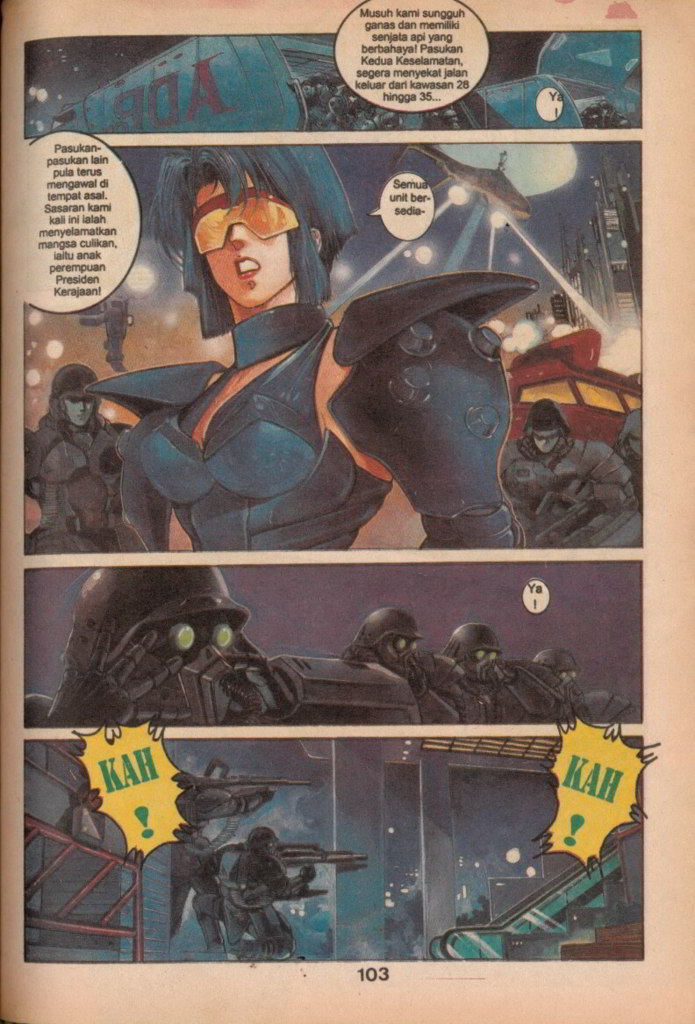 Musuh kami sungguh
ganas dan memiliki
senjata api yang
berbahaya! Pasukan
Kedua Keselamatan,
segera menyekat jalan
keluar dari kawasan 28
hingga 35...
Ya
!
Pasukan-
pasukan lain
pula terus
mengawal di
tempat asal.
Sasaran kami
kali ini ialah
menyelamatkan
mangsa culikan,
iaitu anak
perempuan
Presiden
Kerajaan!
Semua
unit ber-
sedia-
Ya
!
KAH
!
KAH
!
103